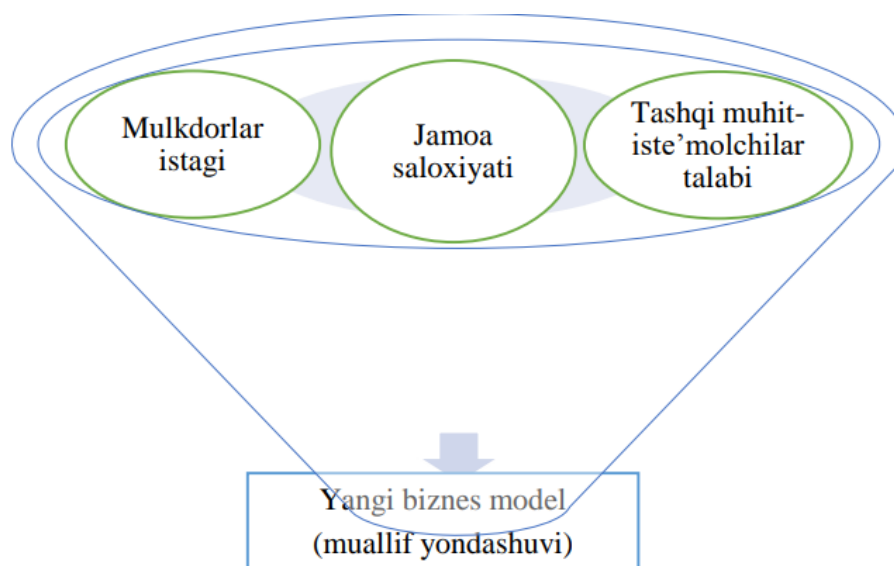 Mulkdorlar
istagi
Jamoa
saloxiyati
Tashqi muhit-
iste’molchilar
talabi
Yangi biznes model
(muallif yondashuvi)